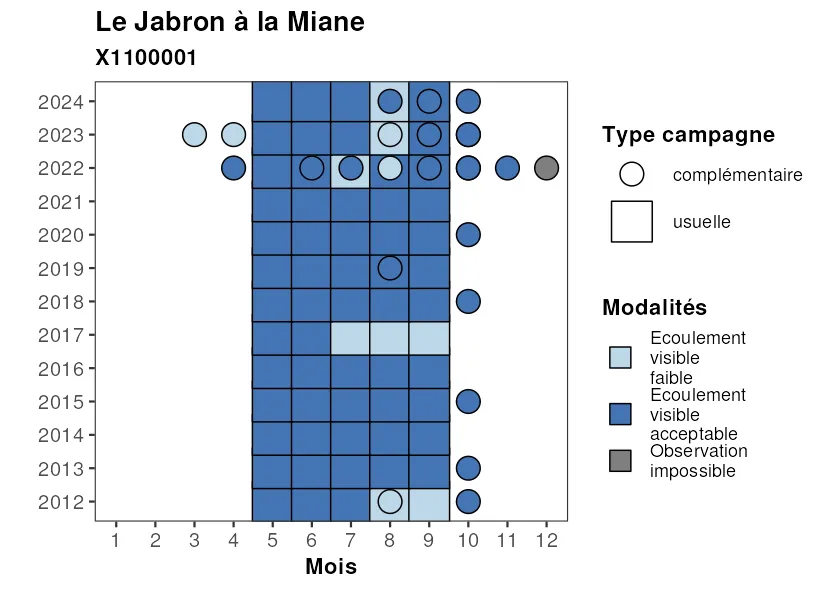 Le Jabron à la Miane
X1100001
2024
2023
2022
2021
2020
2019
2018
2017
2016
2015
2014
2013
2012
1 2 3 4 5 6 7 8 9 10 11 12
Mois
Type campagne
complémentaire
usuelle
Modalités
Ecoulement
visible
faible
Ecoulement
visible
acceptable
Observation
impossible